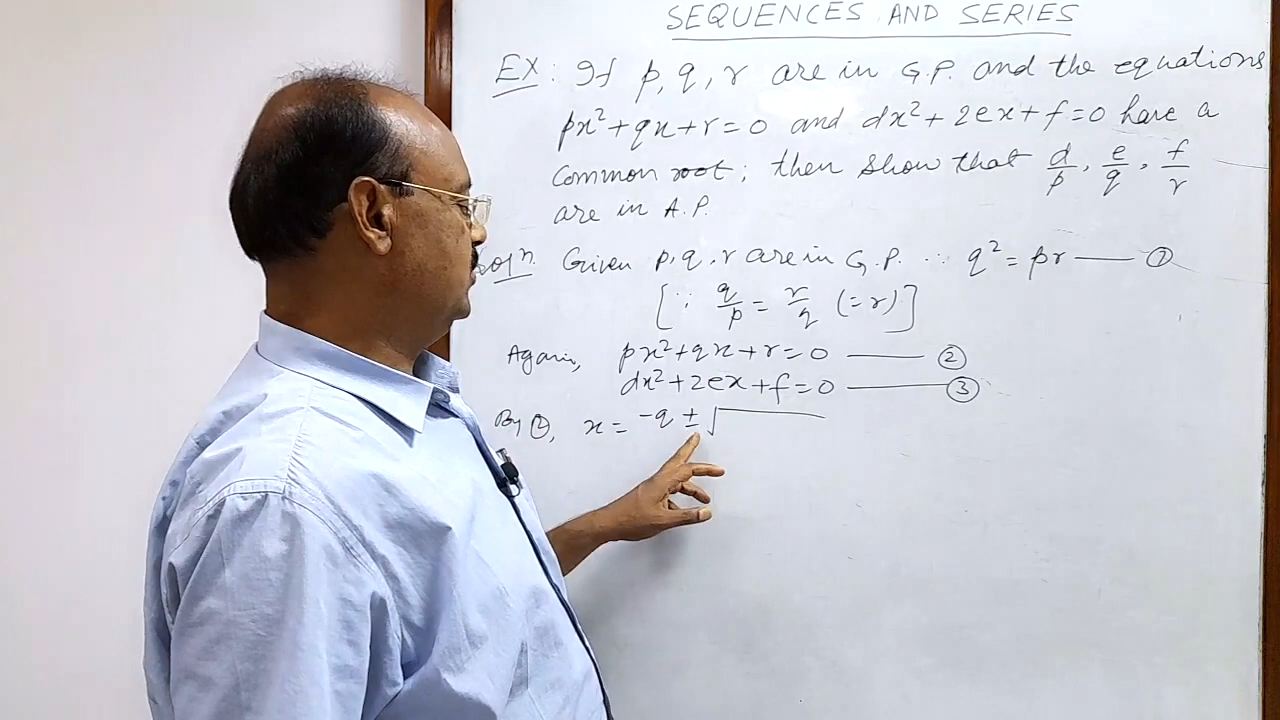 SEQUENCES AND SERIES
EX: If p, q, r are in G.P. and the equations
px²+qx+r=0 and dx²+2ex+f=0 have a
common root; then show that d/p, e/q, f/r
are in A.P.
Solⁿ. Given p, q, r are in G.P. ∴ q² = pr —— ①
[∵ q/p = r/q (=r)]
Again, px²+qx+r=0 —— ②
dx²+2ex+f=0 —— ③
By ②, x = -q ± √